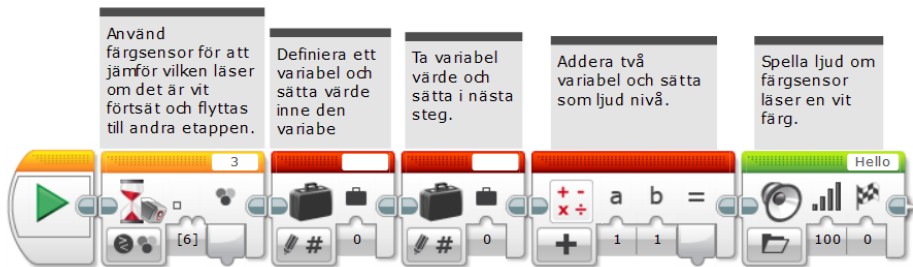 Använd
färgsensor för att
jämför vilken läser
om det är vit
förtsät och flyttas
till andra etappen.
Definiera ett
variabel och
sätta värde
inne den
variabe
Ta variabel
värde och
sätta i nästa
steg.
Addera två
variabel och sätta
som ljud nivå.
Spella ljud om
färgsensor
läser en vit
färg.
3
Hello
+ -
× ÷
a b =
[6]
#
0
#
0
+
1
1
100
0